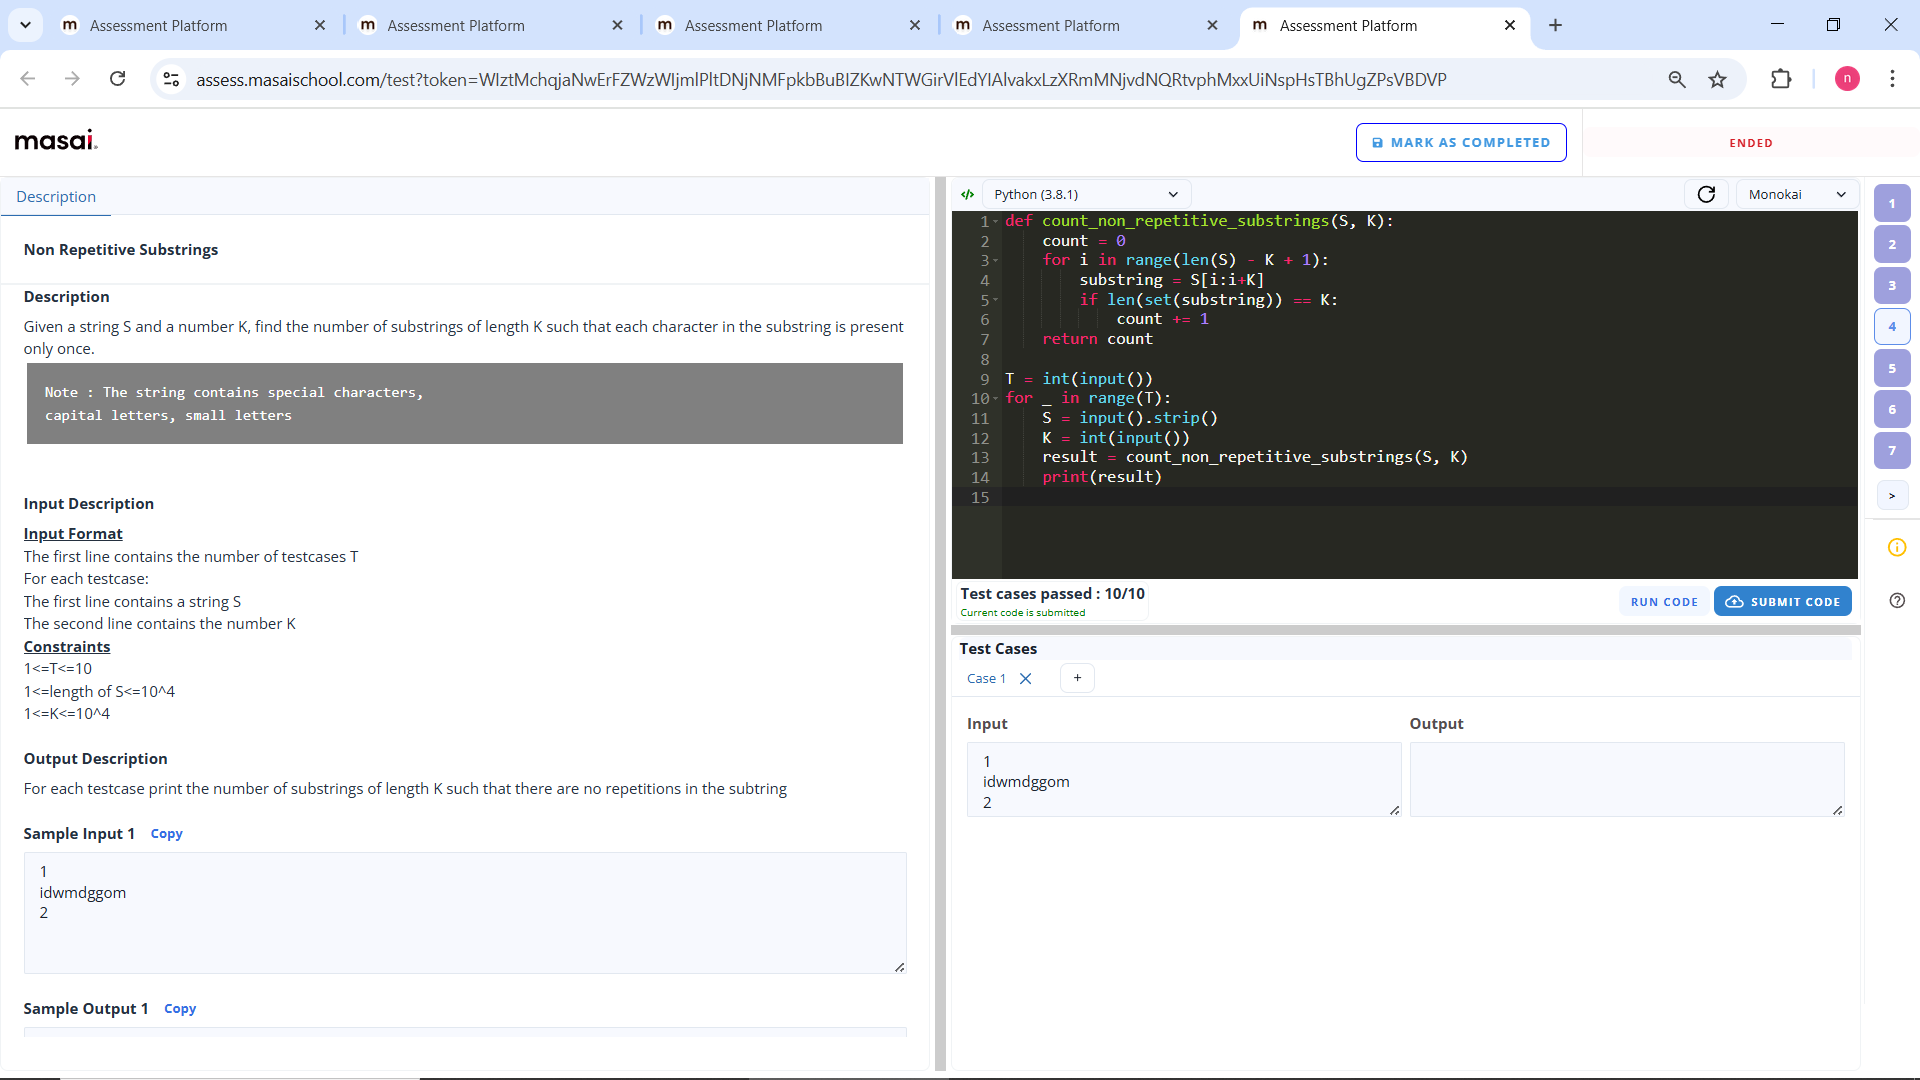 Assessment Platform
Assessment Platform
Assessment Platform
Assessment Platform
Assessment Platform
assess.masaischool.com/test?token=WIztMchqjaNwErFZWzWIjmlPltDNjNMFpkbBuBIZKwNTWGirVlEdYIAlvakxLzXRmMNjvdNQRtvphMxxUiNspHsTBhUgZPsVBDVP
n
masai.
MARK AS COMPLETED
ENDED
Description
Non Repetitive Substrings
Description
Given a string S and a number K, find the number of substrings of length K such that each character in the substring is present
only once.
Note : The string contains special characters,
capital letters, small letters
Input Description
Input Format
The first line contains the number of testcases T
For each testcase:
The first line contains a string S
The second line contains the number K
Constraints
1<=T<=10
1<=length of S<=10^4
1<=K<=10^4
Output Description
For each testcase print the number of substrings of length K such that there are no repetitions in the subtring
Sample Input 1 Copy
1
idwmdggom
2
Sample Output 1 Copy
</> Python (3.8.1)
Monokai
1 def count_non_repetitive_substrings(S, K):
2     count = 0
3     for i in range(len(S) - K + 1):
4         substring = S[i:i+K]
5         if len(set(substring)) == K:
6             count += 1
7     return count
8
9 T = int(input())
10 for _ in range(T):
11     S = input().strip()
12     K = int(input())
13     result = count_non_repetitive_substrings(S, K)
14     print(result)
15
Test cases passed : 10/10
Current code is submitted
RUN CODE
SUBMIT CODE
Test Cases
Case 1
+
Input
Output
1
idwmdggom
2
1
2
3
4
5
6
7
>